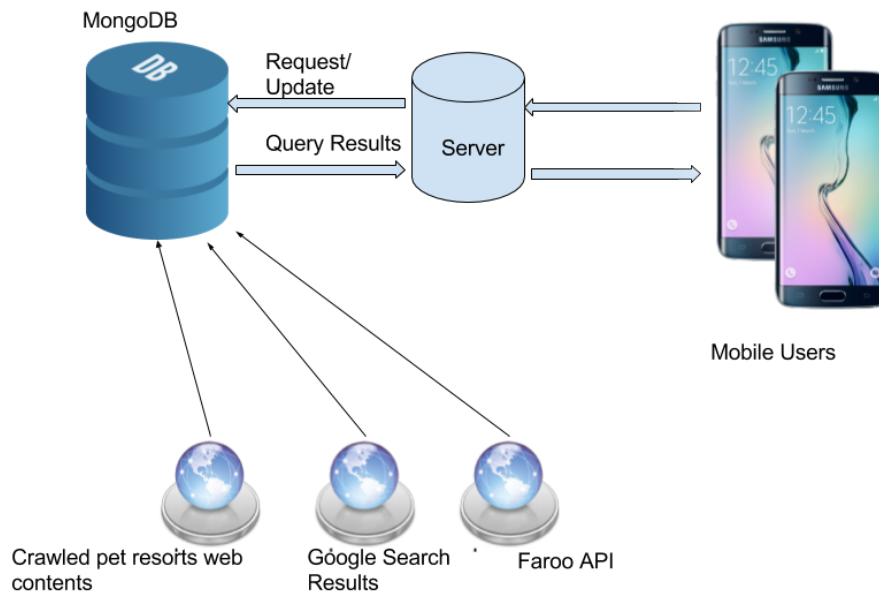 MongoDB
DB
Request/
Update
Query Results
Server
SAMSUNG
12:45
SAMSUNG
12:45
Mobile Users
Crawled pet resorts web
contents
Google Search
Results
Faroo API